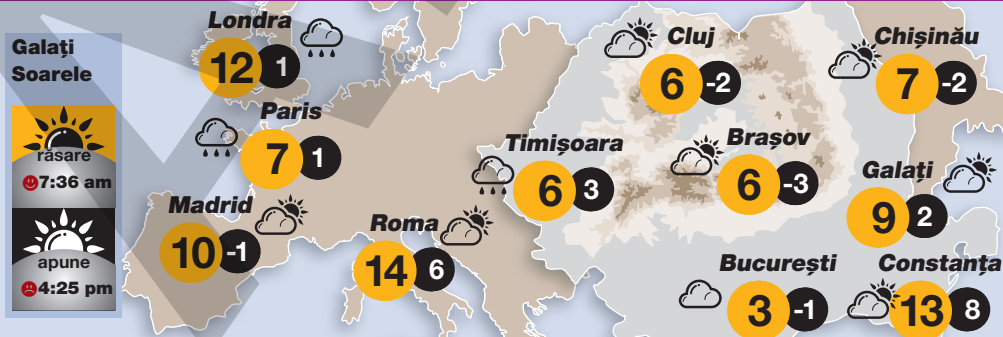 Galați
Soarele
răsare
7:36 am
apune
4:25 pm
Londra
12 1
Paris
7 1
Madrid
10 -1
Roma
14 6
Timișoara
6 3
Cluj
6 -2
Brașov
6 -3
București
3 -1
Chișinău
7 -2
Galați
9 2
Constanța
13 8